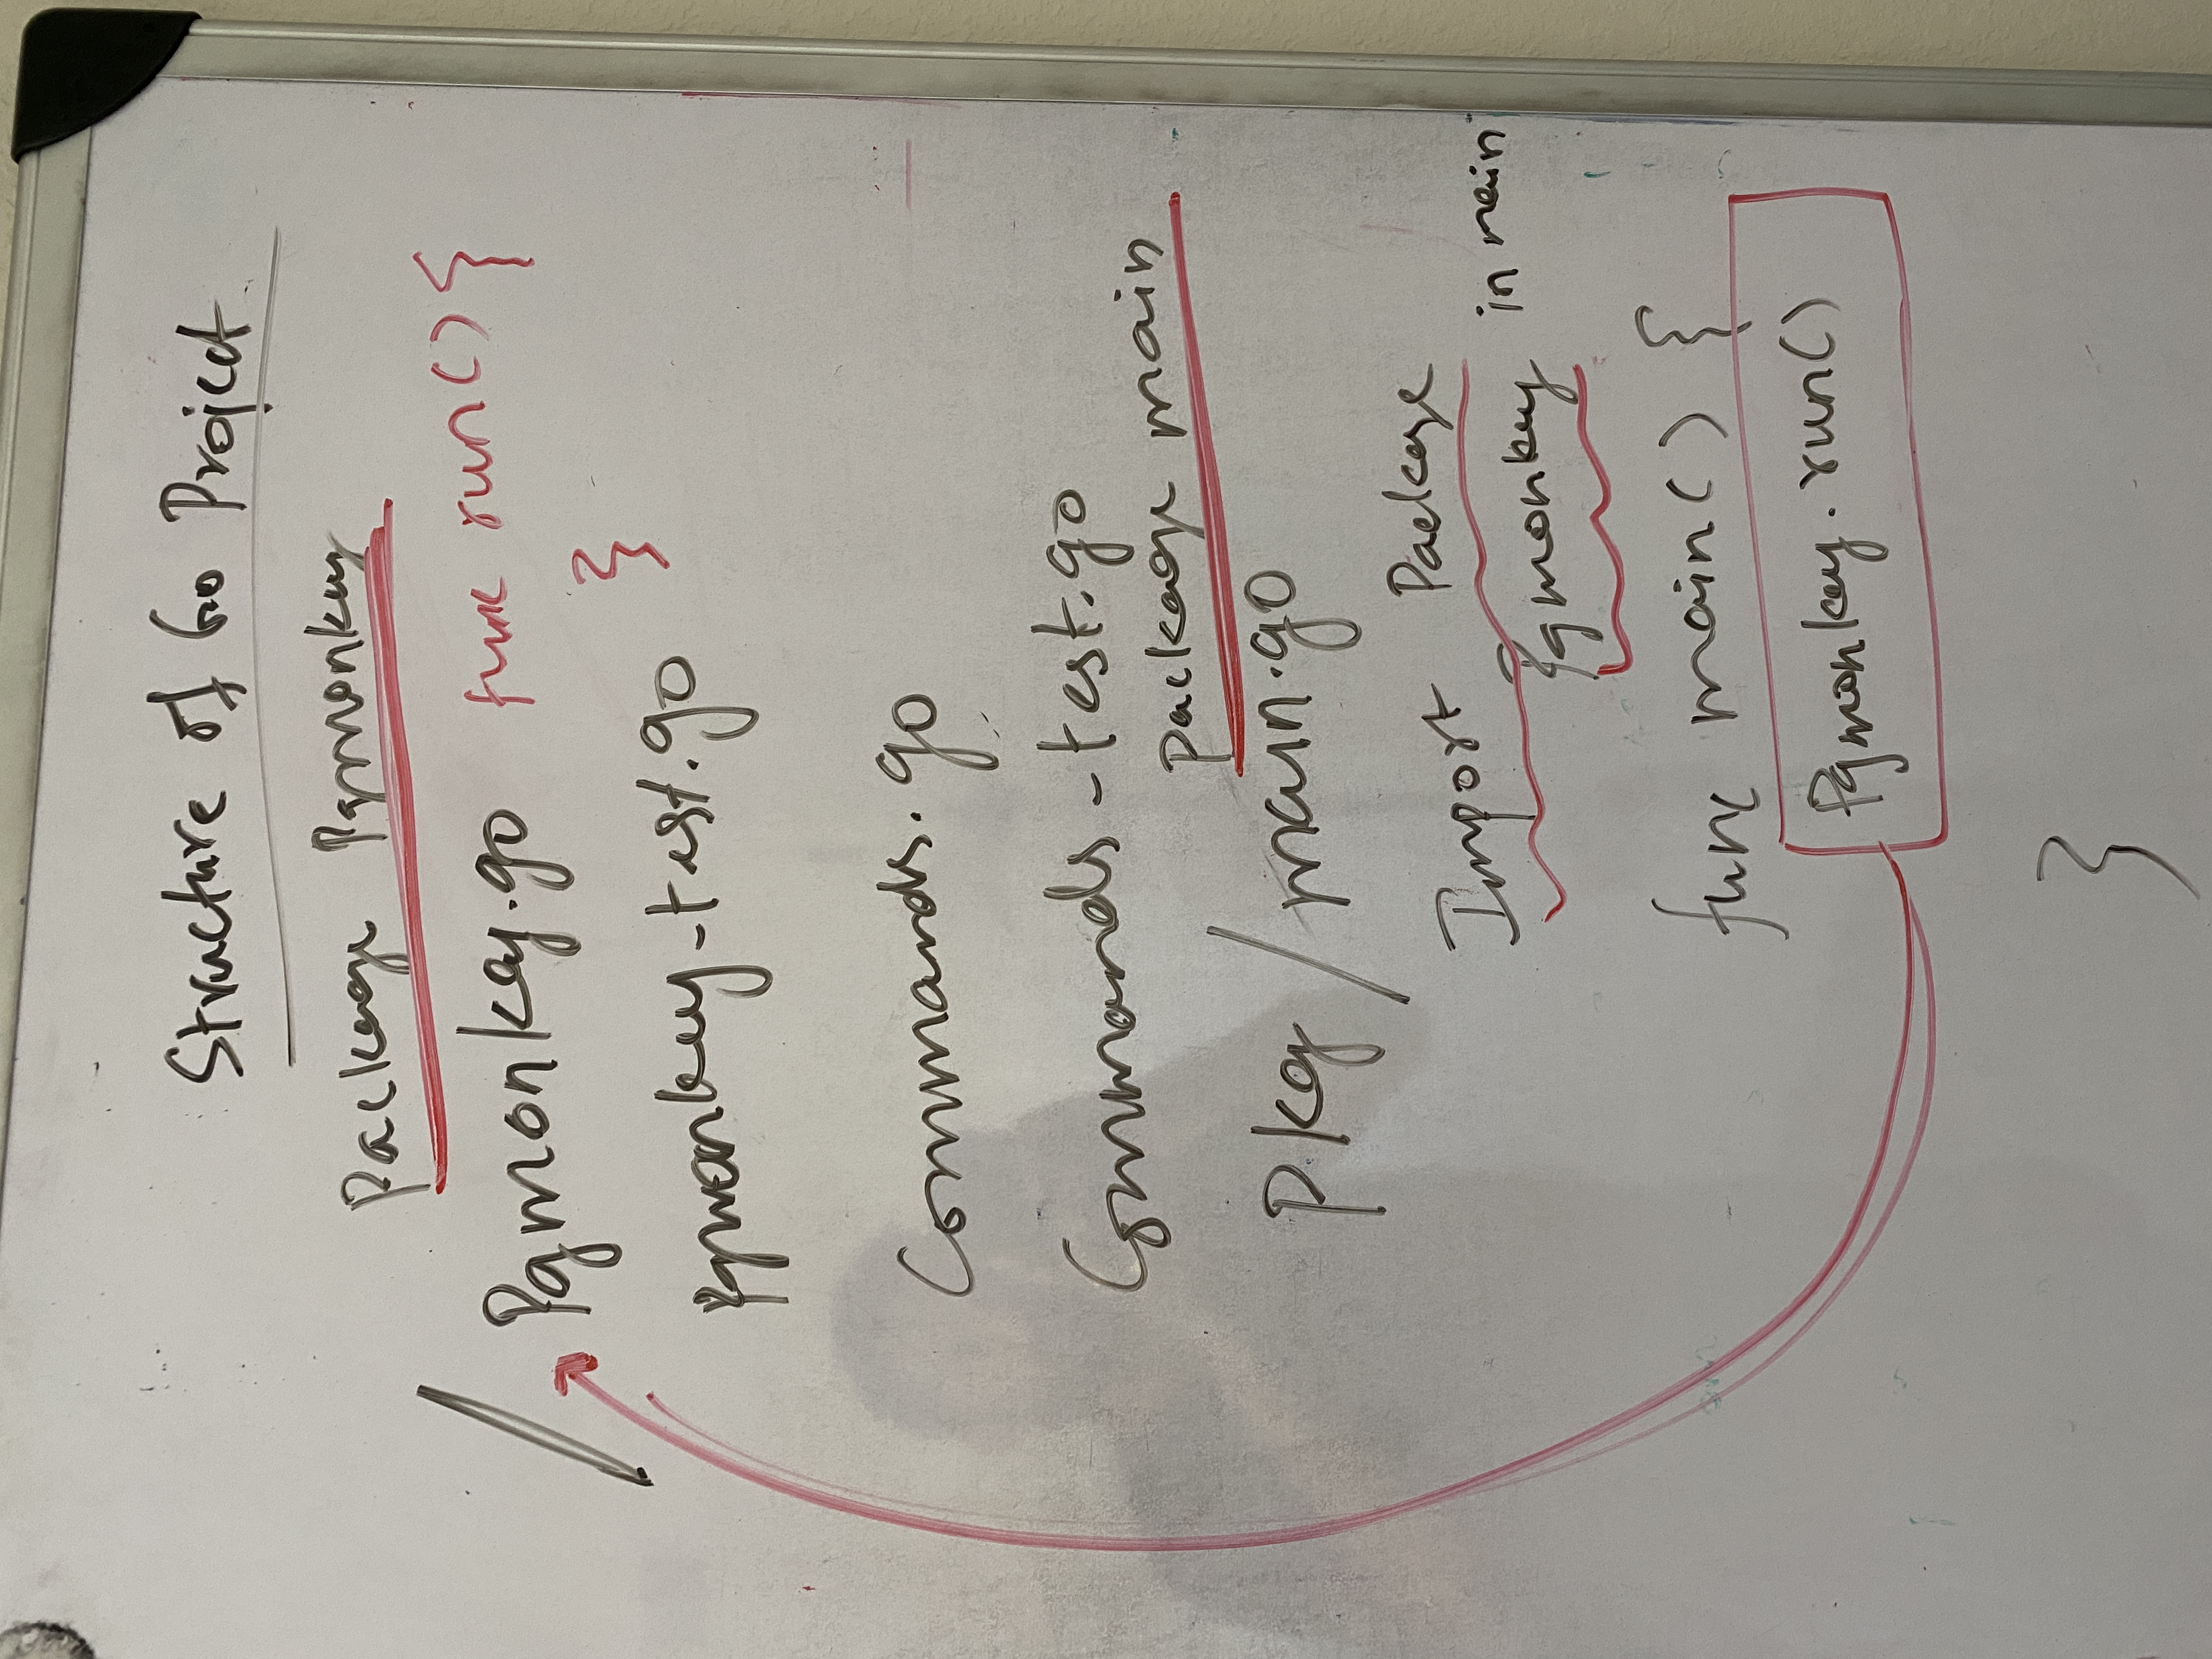 Structure of Go Project
Package Pgmonkey
/
Pgmonkey.go func run() {
}
Pgmonkey-test.go
Commands.go
Commands-test.go
package main
Pkg / main.go
Import Package
Pgmonkey in main
func main() {
Pgmonkey.run()
}